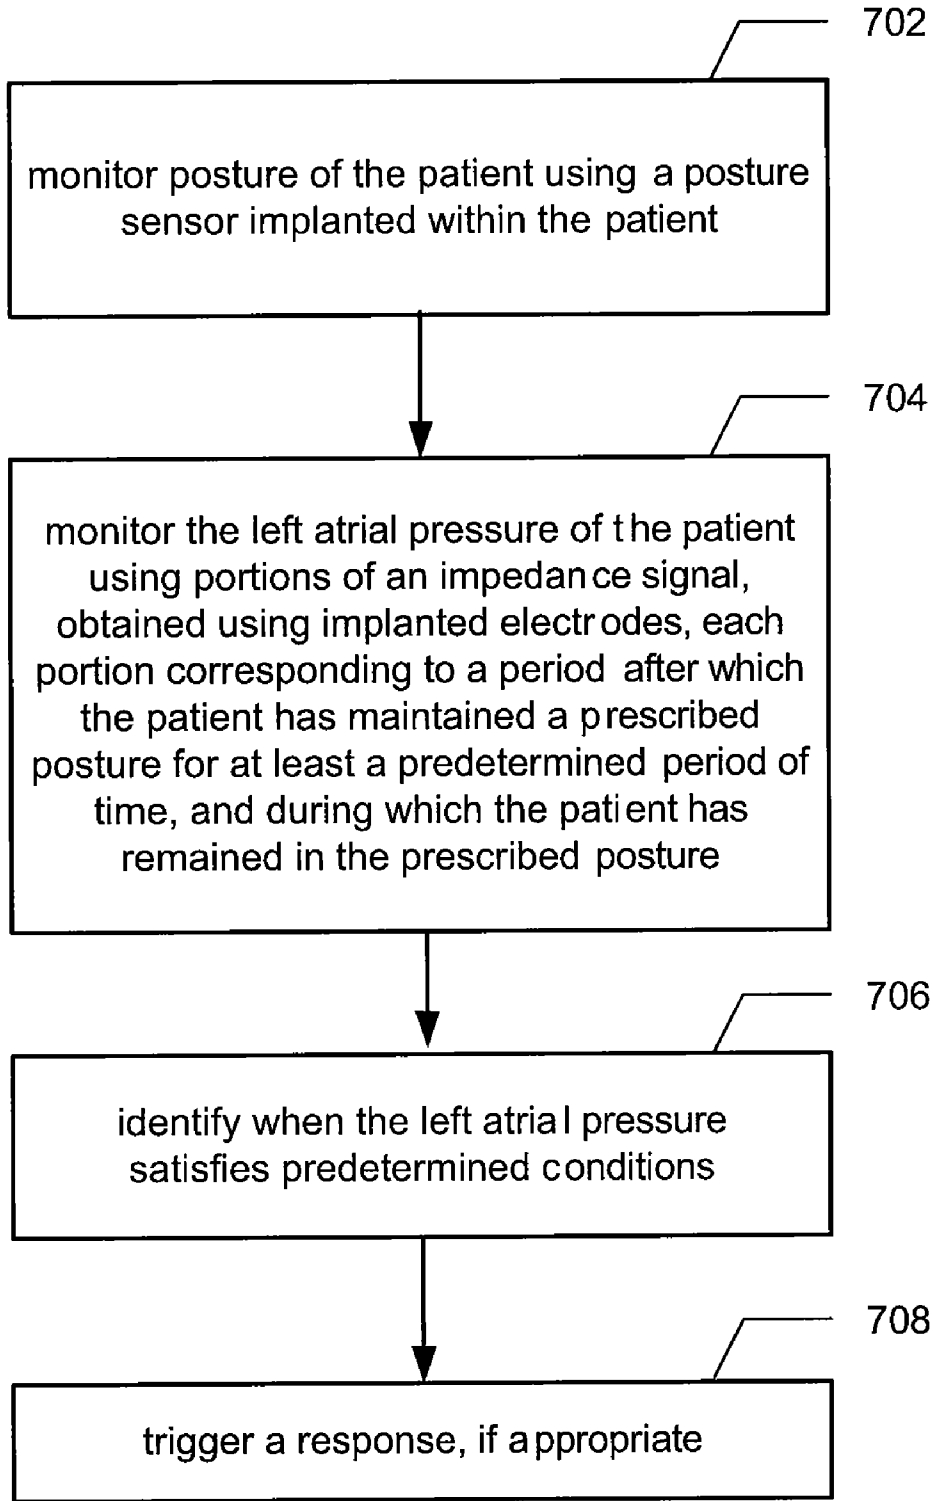 702
monitor posture of the patient using a posture
sensor implanted within the patient
704
monitor the left atrial pressure of the patient
using portions of an impedance signal,
obtained using implanted electrodes, each
portion corresponding to a period after which
the patient has maintained a prescribed
posture for at least a predetermined period of
time, and during which the patient has
remained in the prescribed posture
706
identify when the left atrial pressure
satisfies predetermined conditions
708
trigger a response, if appropriate